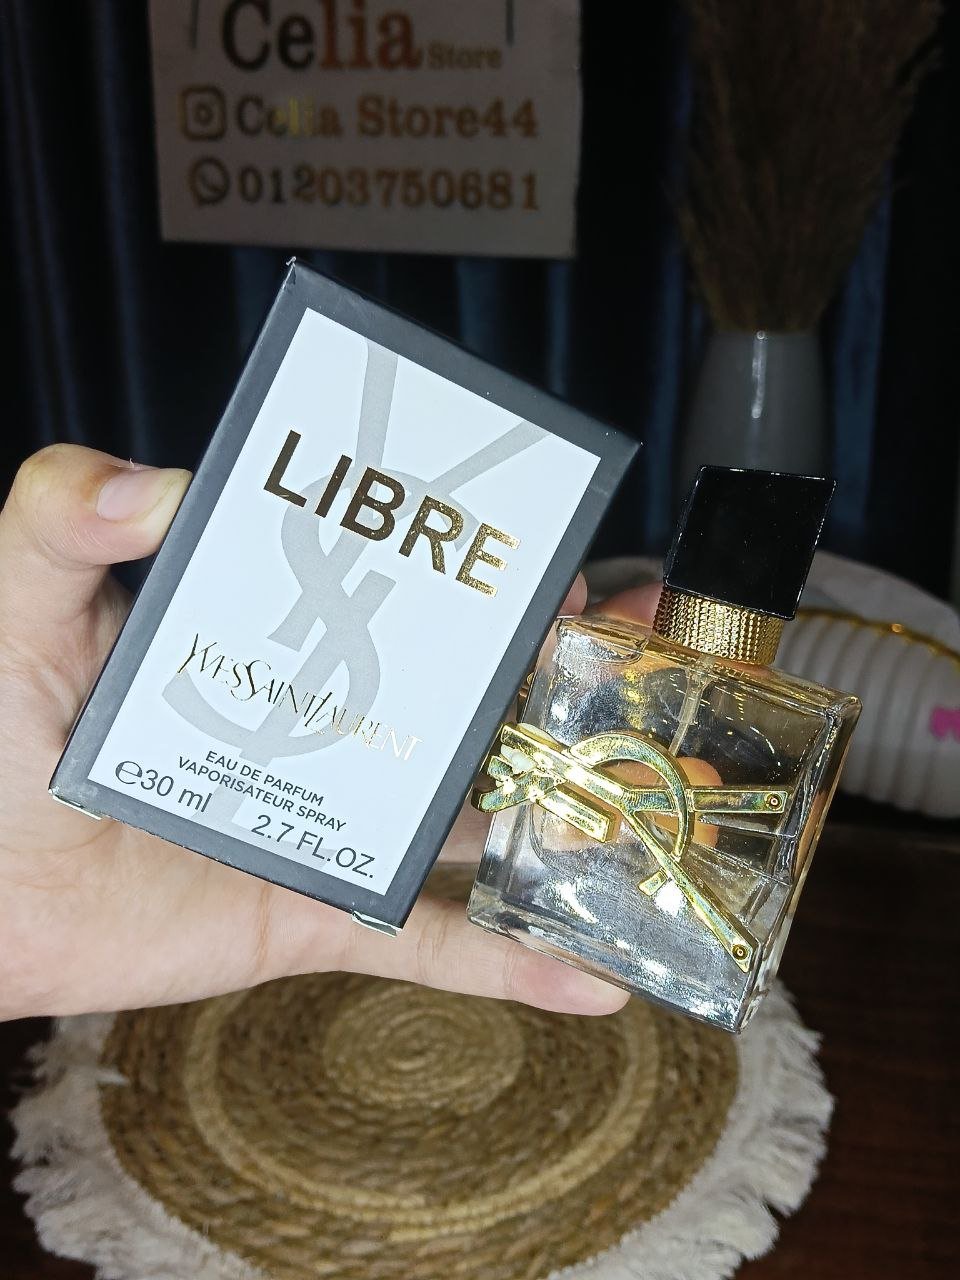 Celia Store
Celia Store44
01203750681
LIBRE
YVESSAINTLAURENT
EAU DE PARFUM
VAPORISATEUR SPRAY
℮30 ml 2.7 FL.OZ.